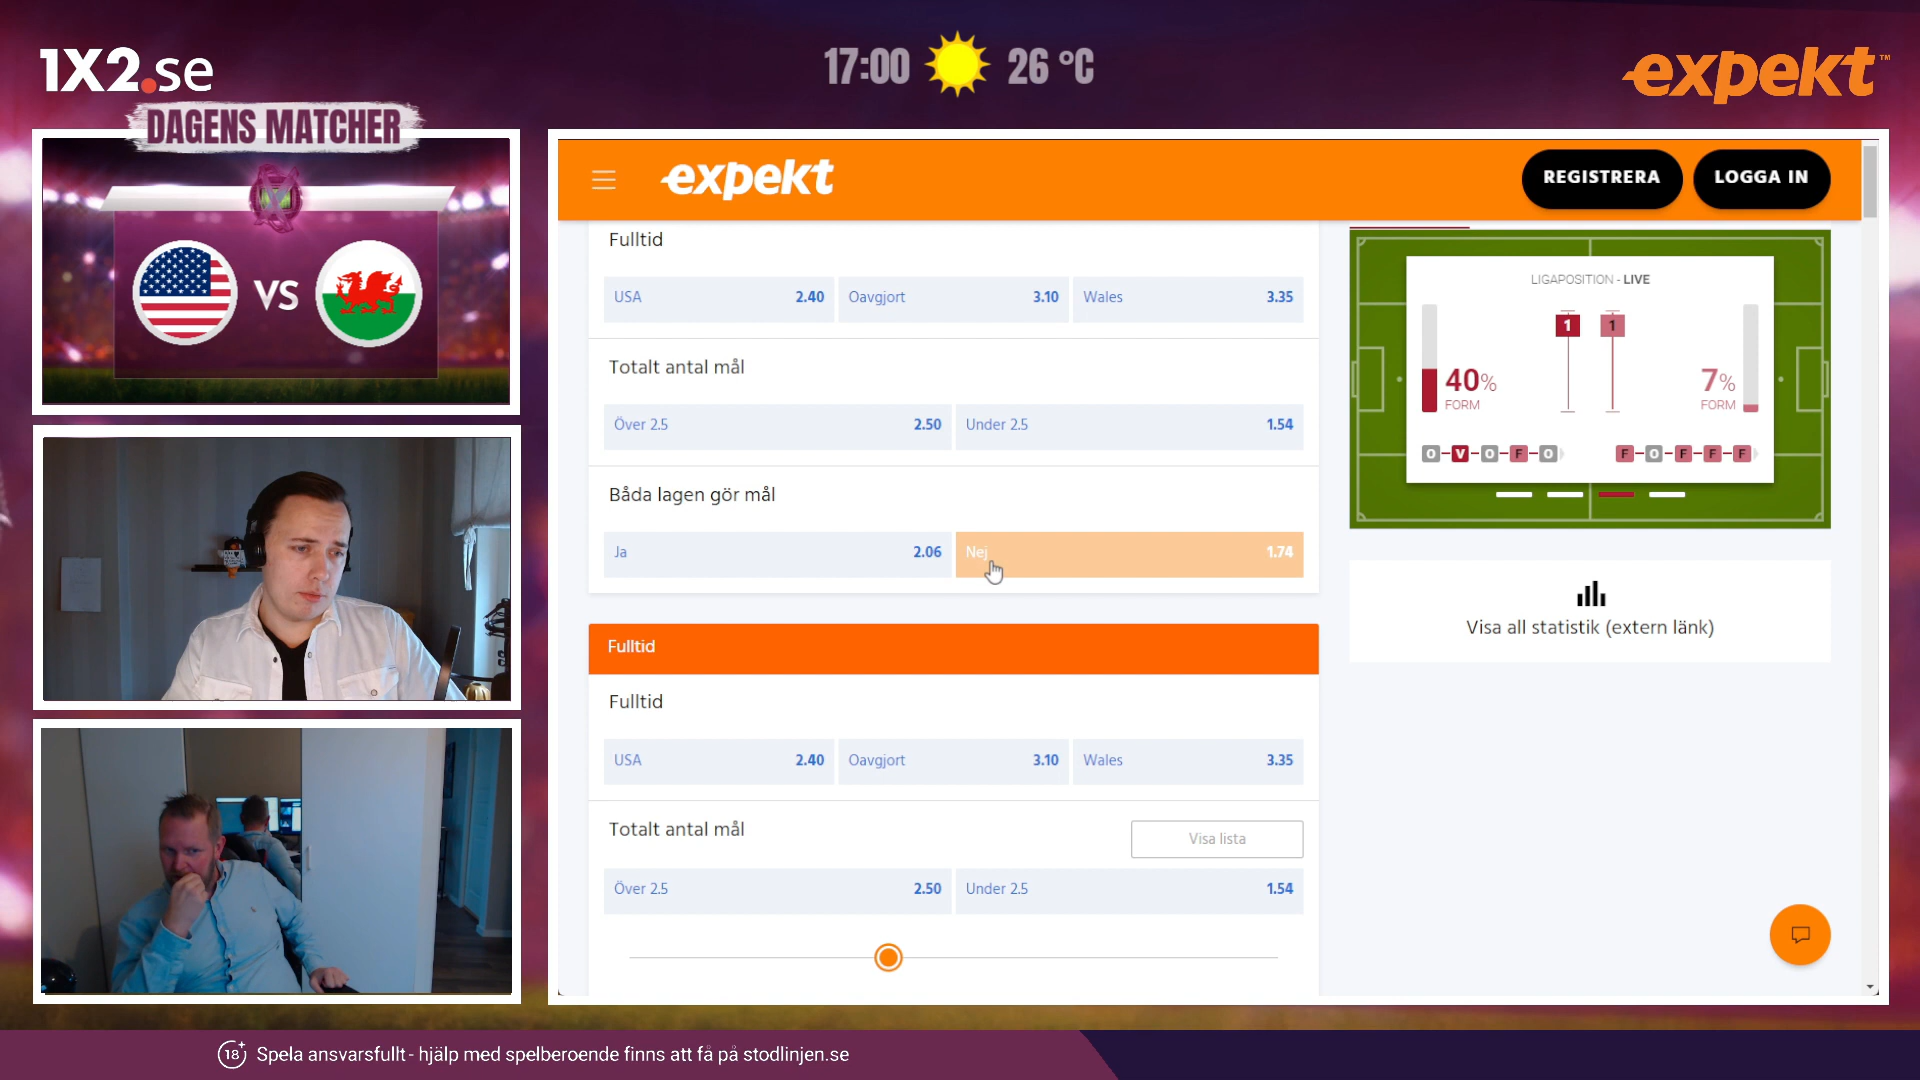 1X2.se
17:00 26 °C
expekt™
DAGENS MATCHER
VS
expekt
REGISTRERA
LOGGA IN
Fulltid
USA 2.40 Oavgjort 3.10 Wales 3.35
Totalt antal mål
Över 2.5 2.50 Under 2.5 1.54
Båda lagen gör mål
Ja 2.06 Nej 1.74
Fulltid
Fulltid
USA 2.40 Oavgjort 3.10 Wales 3.35
Totalt antal mål
Visa lista
Över 2.5 2.50 Under 2.5 1.54
LIGAPOSITION - LIVE
1 1
40% 7%
FORM FORM
O V O F O F O F F F
Visa all statistik (extern länk)
18+ Spela ansvarsfullt - hjälp med spelberoende finns att få på stodlinjen.se